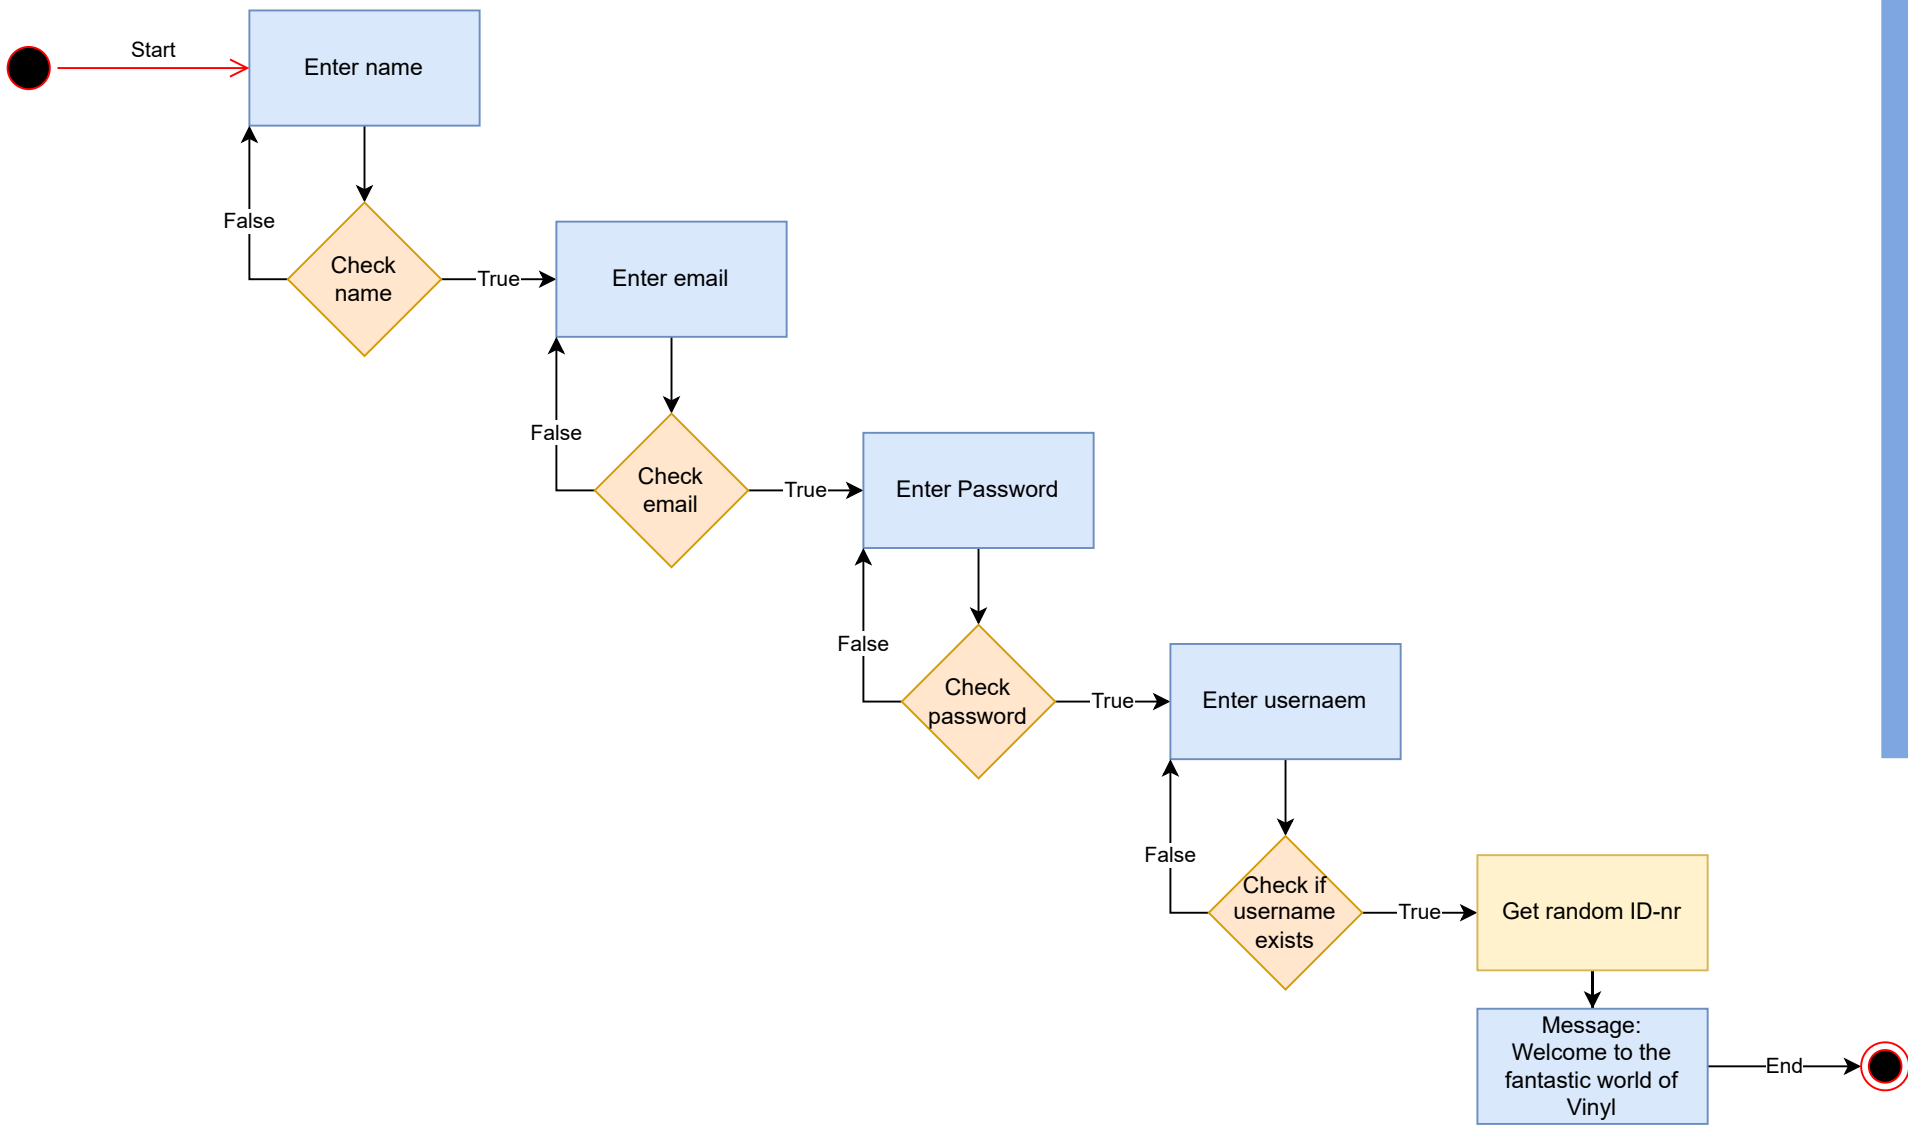 Start
Enter name
False
Check
name
True
Enter email
False
Check
email
True
Enter Password
False
Check
password
True
Enter usernaem
False
Check if
username
exists
True
Get random ID-nr
Message:
Welcome to the
fantastic world of
Vinyl
End